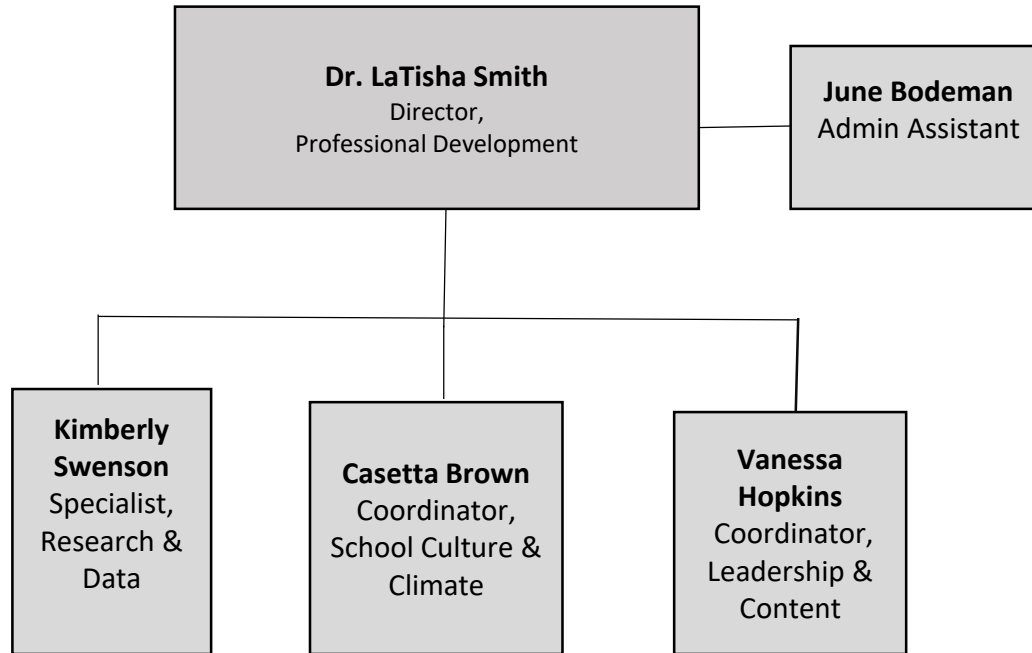 Dr. LaTisha Smith
Director,
Professional Development
June Bodeman
Admin Assistant
Kimberly
Swenson
Specialist,
Research &
Data
Casetta Brown
Coordinator,
School Culture &
Climate
Vanessa
Hopkins
Coordinator,
Leadership &
Content